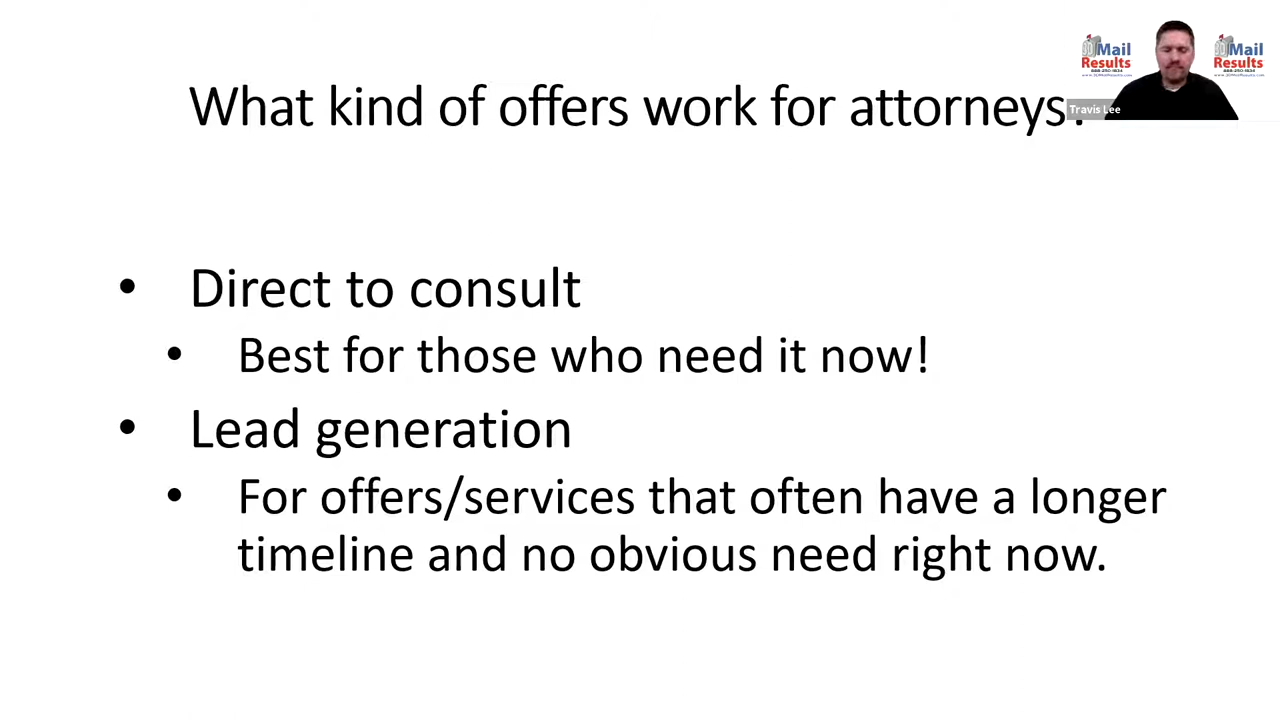 What kind of offers work for attorneys?
• Direct to consult
• Best for those who need it now!
• Lead generation
• For offers/services that often have a longer
timeline and no obvious need right now.
3D Mail
Results
3D Mail
Results
Travis Lee